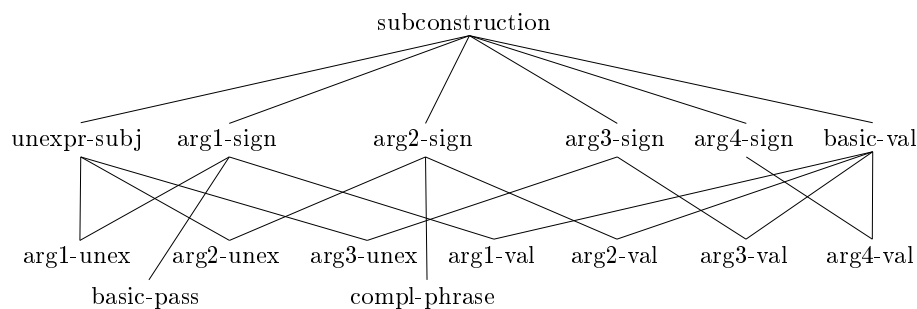 subconstruction
unexpr-subj arg1-sign arg2-sign arg3-sign arg4-sign basic-val
arg1-unex arg2-unex arg3-unex arg1-val arg2-val arg3-val arg4-val
basic-pass compl-phrase